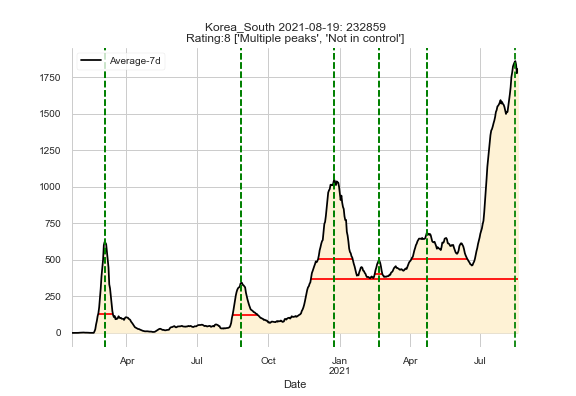 Korea_South 2021-08-19: 232859
Rating:8 ['Multiple peaks', 'Not in control']
Average-7d
1750
1500
1250
1000
750
500
250
0
Apr Jul Oct Jan Apr Jul
2021
Date